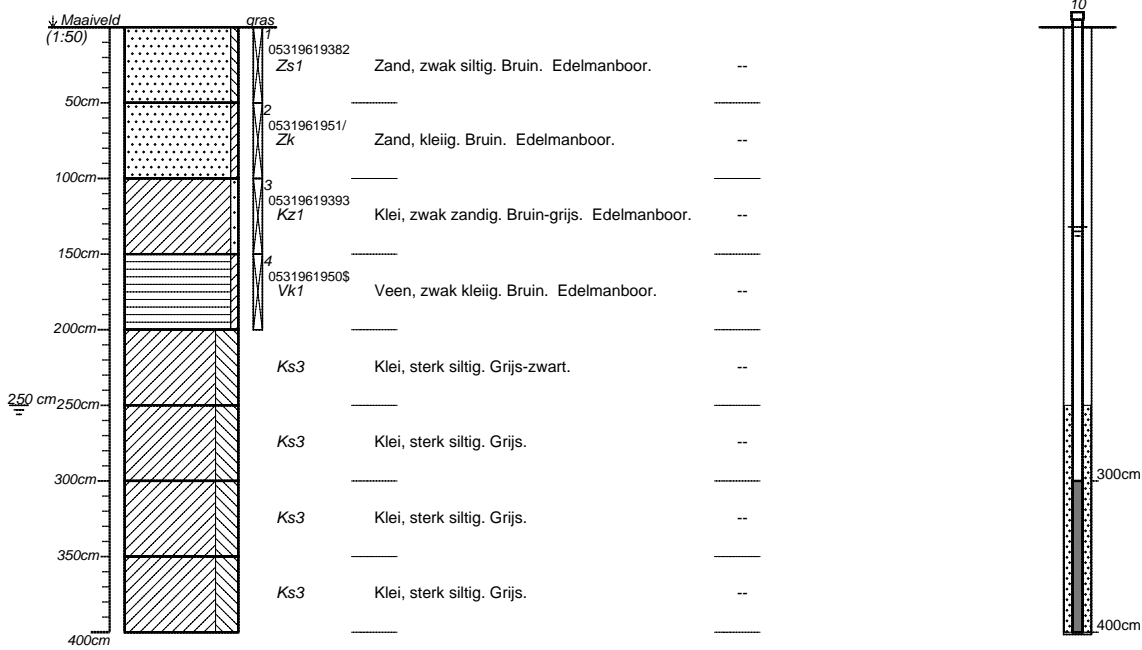 Maaiveld gras 10
(1:50) 1
05319619382
Zs1 Zand, zwak siltig. Bruin. Edelmanboor. --
50cm
2
0531961951/
Zk Zand, kleiig. Bruin. Edelmanboor. --
100cm
3
05319619393
Kz1 Klei, zwak zandig. Bruin-grijs. Edelmanboor. --
150cm
4
0531961950$
Vk1 Veen, zwak kleiig. Bruin. Edelmanboor. --
200cm
Ks3 Klei, sterk siltig. Grijs-zwart. --
250 cm 250cm
Ks3 Klei, sterk siltig. Grijs. --
300cm 300cm
Ks3 Klei, sterk siltig. Grijs. --
350cm
Ks3 Klei, sterk siltig. Grijs. --
400cm 400cm